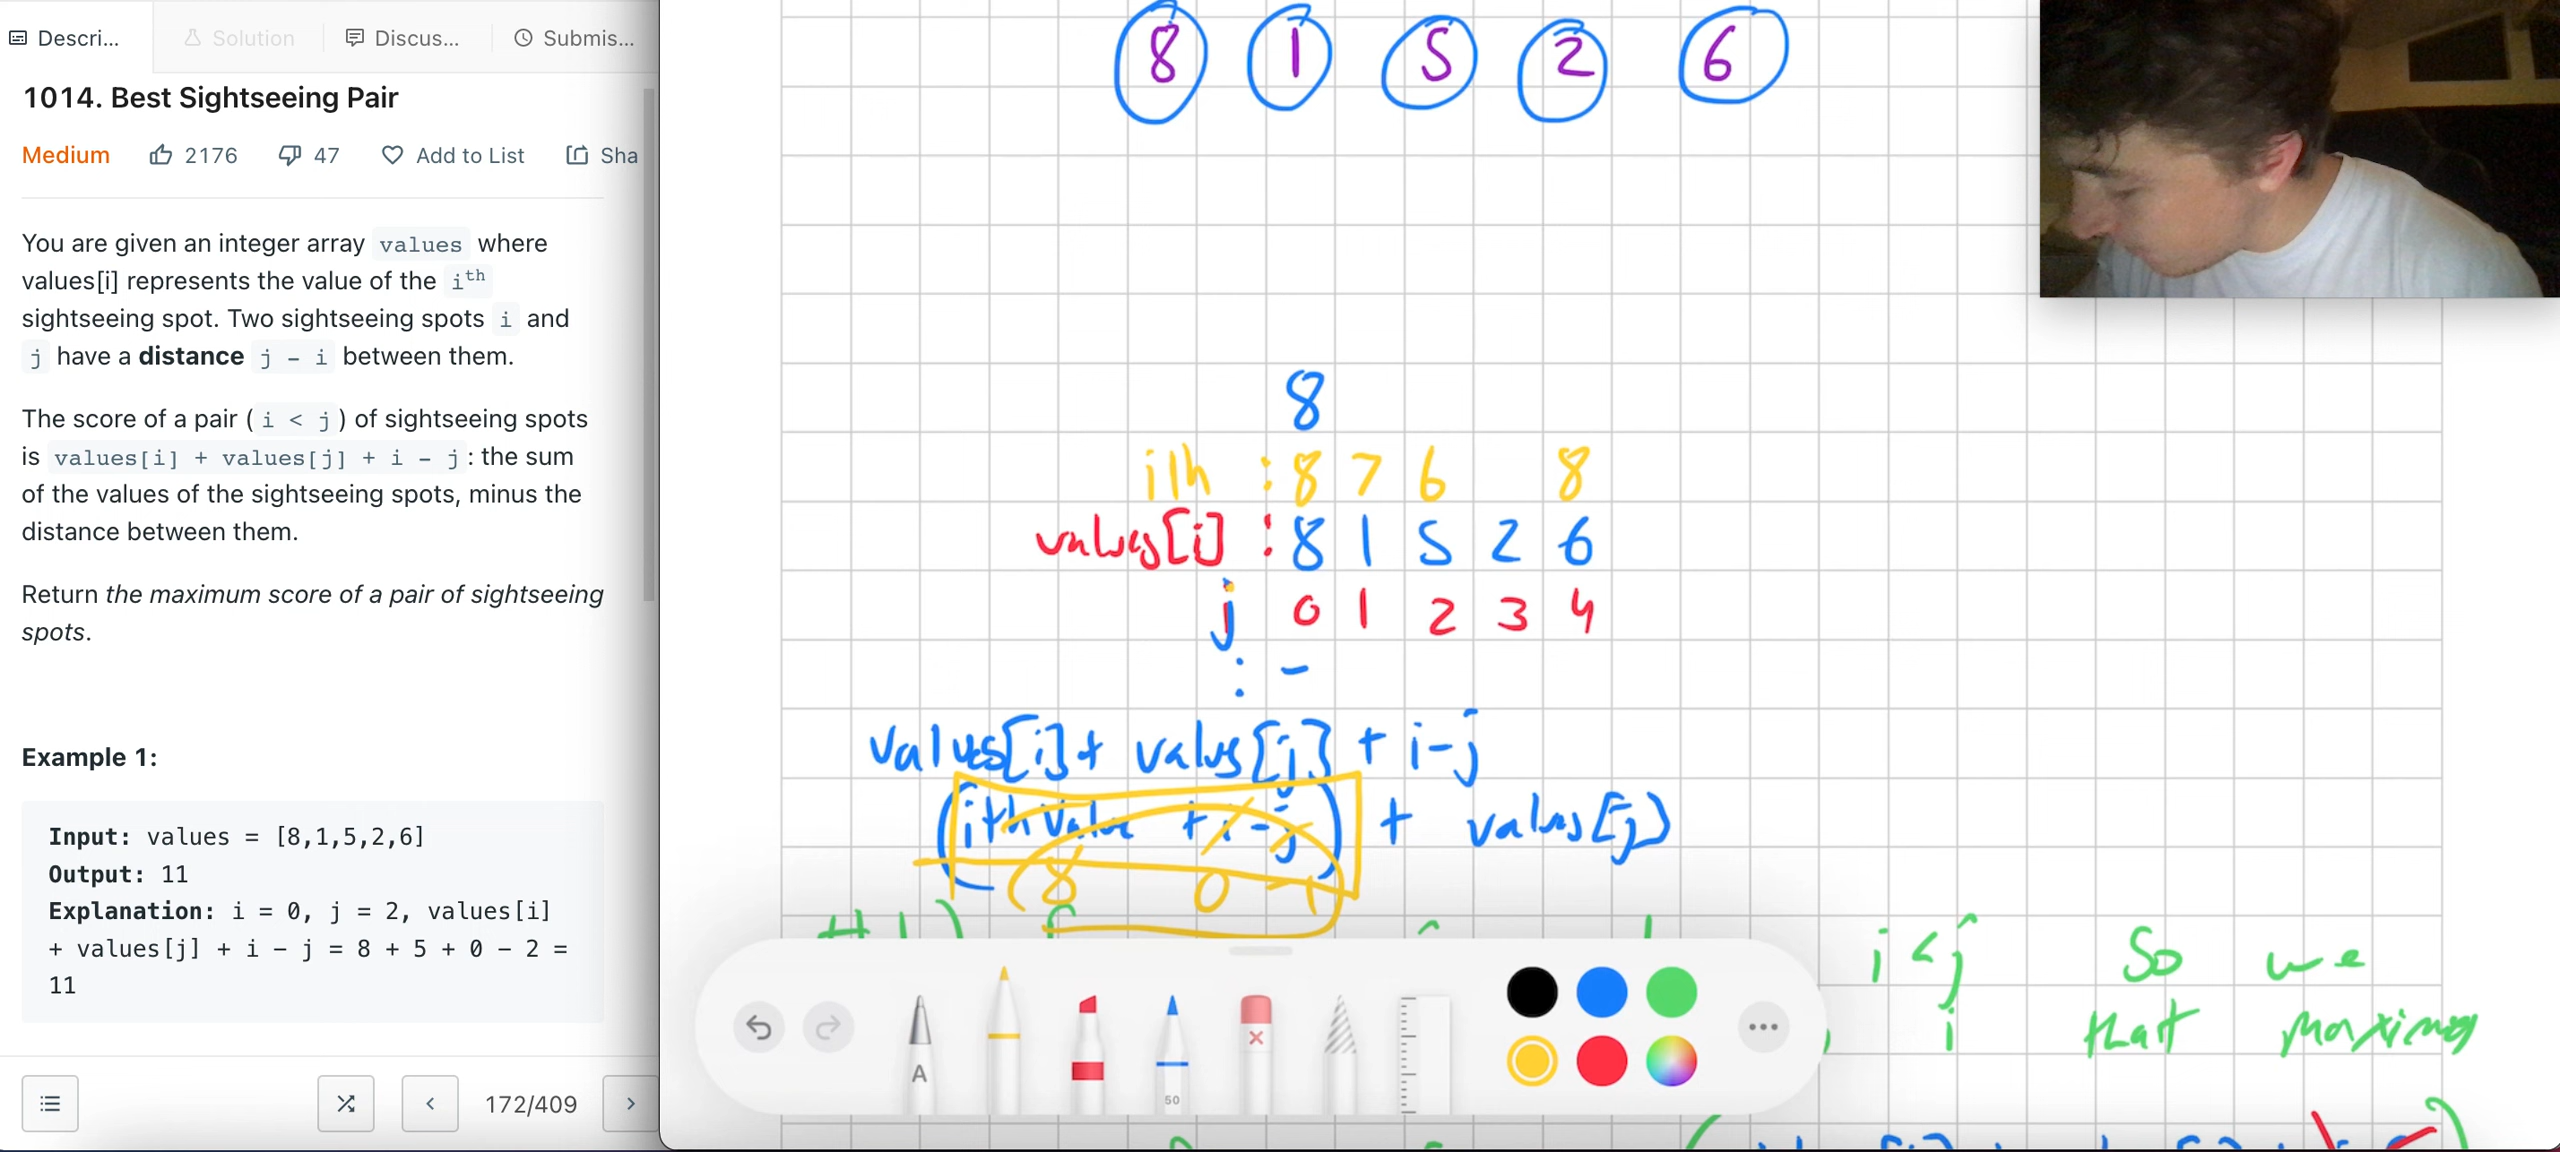 Descri...
Solution
Discus...
Submis...
1014. Best Sightseeing Pair
Medium 2176 47 Add to List Sha
You are given an integer array values where
values[i] represents the value of the ith
sightseeing spot. Two sightseeing spots i and
j have a distance j - i between them.
The score of a pair (i < j) of sightseeing spots
is values[i] + values[j] + i - j: the sum
of the values of the sightseeing spots, minus the
distance between them.
Return the maximum score of a pair of sightseeing
spots.
Example 1:
Input: values = [8,1,5,2,6]
Output: 11
Explanation: i = 0, j = 2, values[i]
+ values[j] + i - j = 8 + 5 + 0 - 2 =
11
172/409
8 1 5 2 6
8
ith : 8 7 6 8
values[i] : 8 1 5 2 6
j 0 1 2 3 4
: -
values[i] + values[j] + i - j
(ith value + i - j) + values[j]
(8 0 -1
i < j So we
i that
A
50